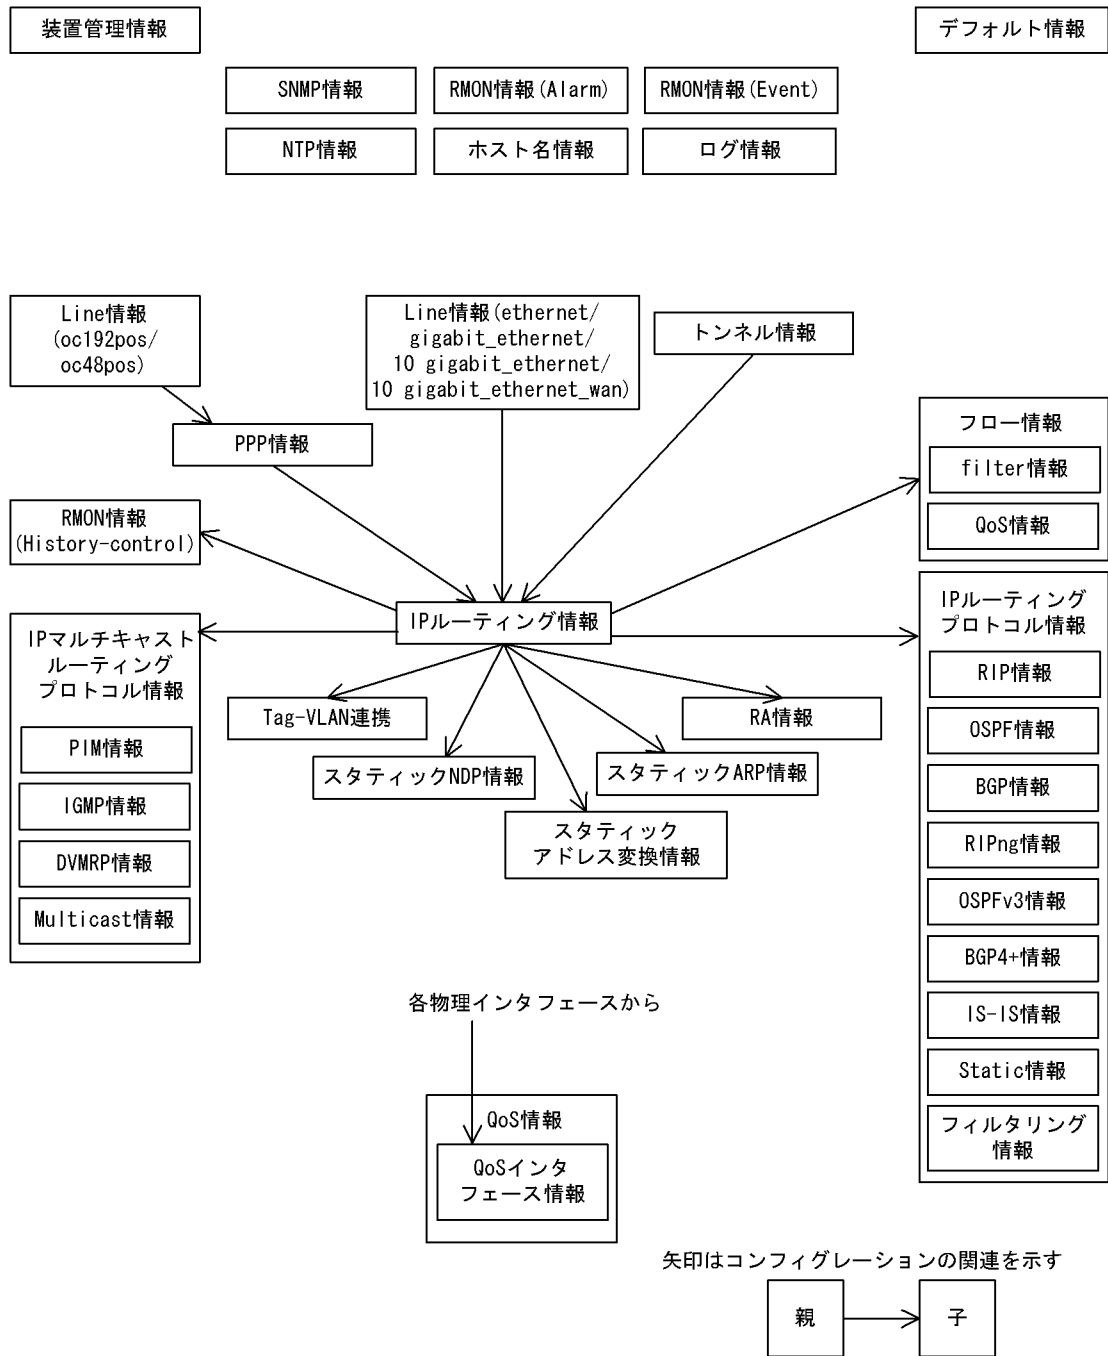 装置管理情報
デフォルト情報
SNMP情報
RMON情報(Alarm)
RMON情報(Event)
NTP情報
ホスト名情報
ログ情報
Line情報
(oc192pos/
oc48pos)
Line情報(ethernet/
gigabit_ethernet/
10 gigabit_ethernet/
10 gigabit_ethernet_wan)
トンネル情報
PPP情報
フロー情報
filter情報
QoS情報
RMON情報
(History-control)
IPルーティング情報
IPマルチキャスト
ルーティング
プロトコル情報
PIM情報
IGMP情報
DVMRP情報
Multicast情報
Tag-VLAN連携
RA情報
スタティックNDP情報
スタティックARP情報
スタティック
アドレス変換情報
IPルーティング
プロトコル情報
RIP情報
OSPF情報
BGP情報
RIPng情報
OSPFv3情報
BGP4+情報
IS-IS情報
Static情報
フィルタリング
情報
各物理インタフェースから
QoS情報
QoSインタ
フェース情報
矢印はコンフィグレーションの関連を示す
親
子